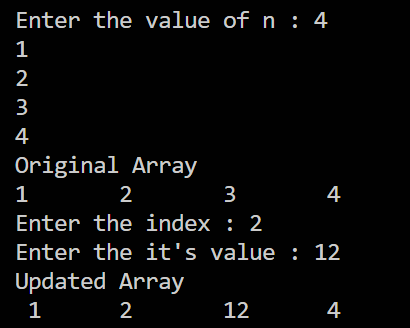 Enter the value of n : 4
1
2
3
4
Original Array
1 2 3 4
Enter the index : 2
Enter the it's value : 12
Updated Array
1 2 12 4